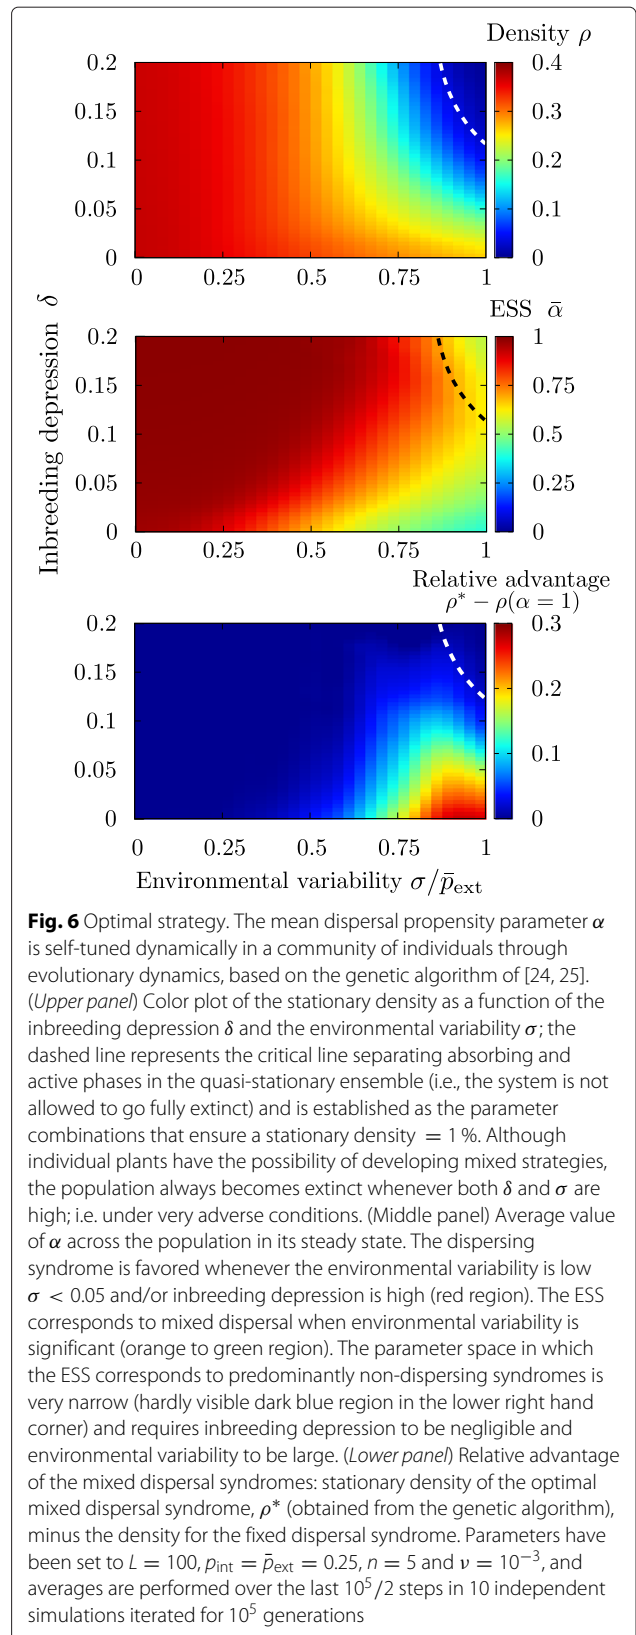 Density ρ
0.2
0.15
0.1
0.05
0
0.4
0.3
0.2
0.1
0
0 0.25 0.5 0.75 1
Inbreeding depression δ
ESS ᾱ
0.2
0.15
0.1
0.05
0
1
0.75
0.5
0.25
0
0 0.25 0.5 0.75 1
Relative advantage
ρ* − ρ(α = 1)
0.2
0.15
0.1
0.05
0
0.3
0.2
0.1
0
0 0.25 0.5 0.75 1
Environmental variability σ/p̄ext
Fig. 6 Optimal strategy. The mean dispersal propensity parameter α
is self-tuned dynamically in a community of individuals through
evolutionary dynamics, based on the genetic algorithm of [24, 25].
(Upper panel) Color plot of the stationary density as a function of the
inbreeding depression δ and the environmental variability σ; the
dashed line represents the critical line separating absorbing and
active phases in the quasi-stationary ensemble (i.e., the system is not
allowed to go fully extinct) and is established as the parameter
combinations that ensure a stationary density = 1 %. Although
individual plants have the possibility of developing mixed strategies,
the population always becomes extinct whenever both δ and σ are
high; i.e. under very adverse conditions. (Middle panel) Average value
of α across the population in its steady state. The dispersing
syndrome is favored whenever the environmental variability is low
σ < 0.05 and/or inbreeding depression is high (red region). The ESS
corresponds to mixed dispersal when environmental variability is
significant (orange to green region). The parameter space in which
the ESS corresponds to predominantly non-dispersing syndromes is
very narrow (hardly visible dark blue region in the lower right hand
corner) and requires inbreeding depression to be negligible and
environmental variability to be large. (Lower panel) Relative advantage
of the mixed dispersal syndromes: stationary density of the optimal
mixed dispersal syndrome, ρ* (obtained from the genetic algorithm),
minus the density for the fixed dispersal syndrome. Parameters have
been set to L = 100, pint = p̄ext = 0.25, n = 5 and ν = 10⁻³, and
averages are performed over the last 10⁵/2 steps in 10 independent
simulations iterated for 10⁵ generations